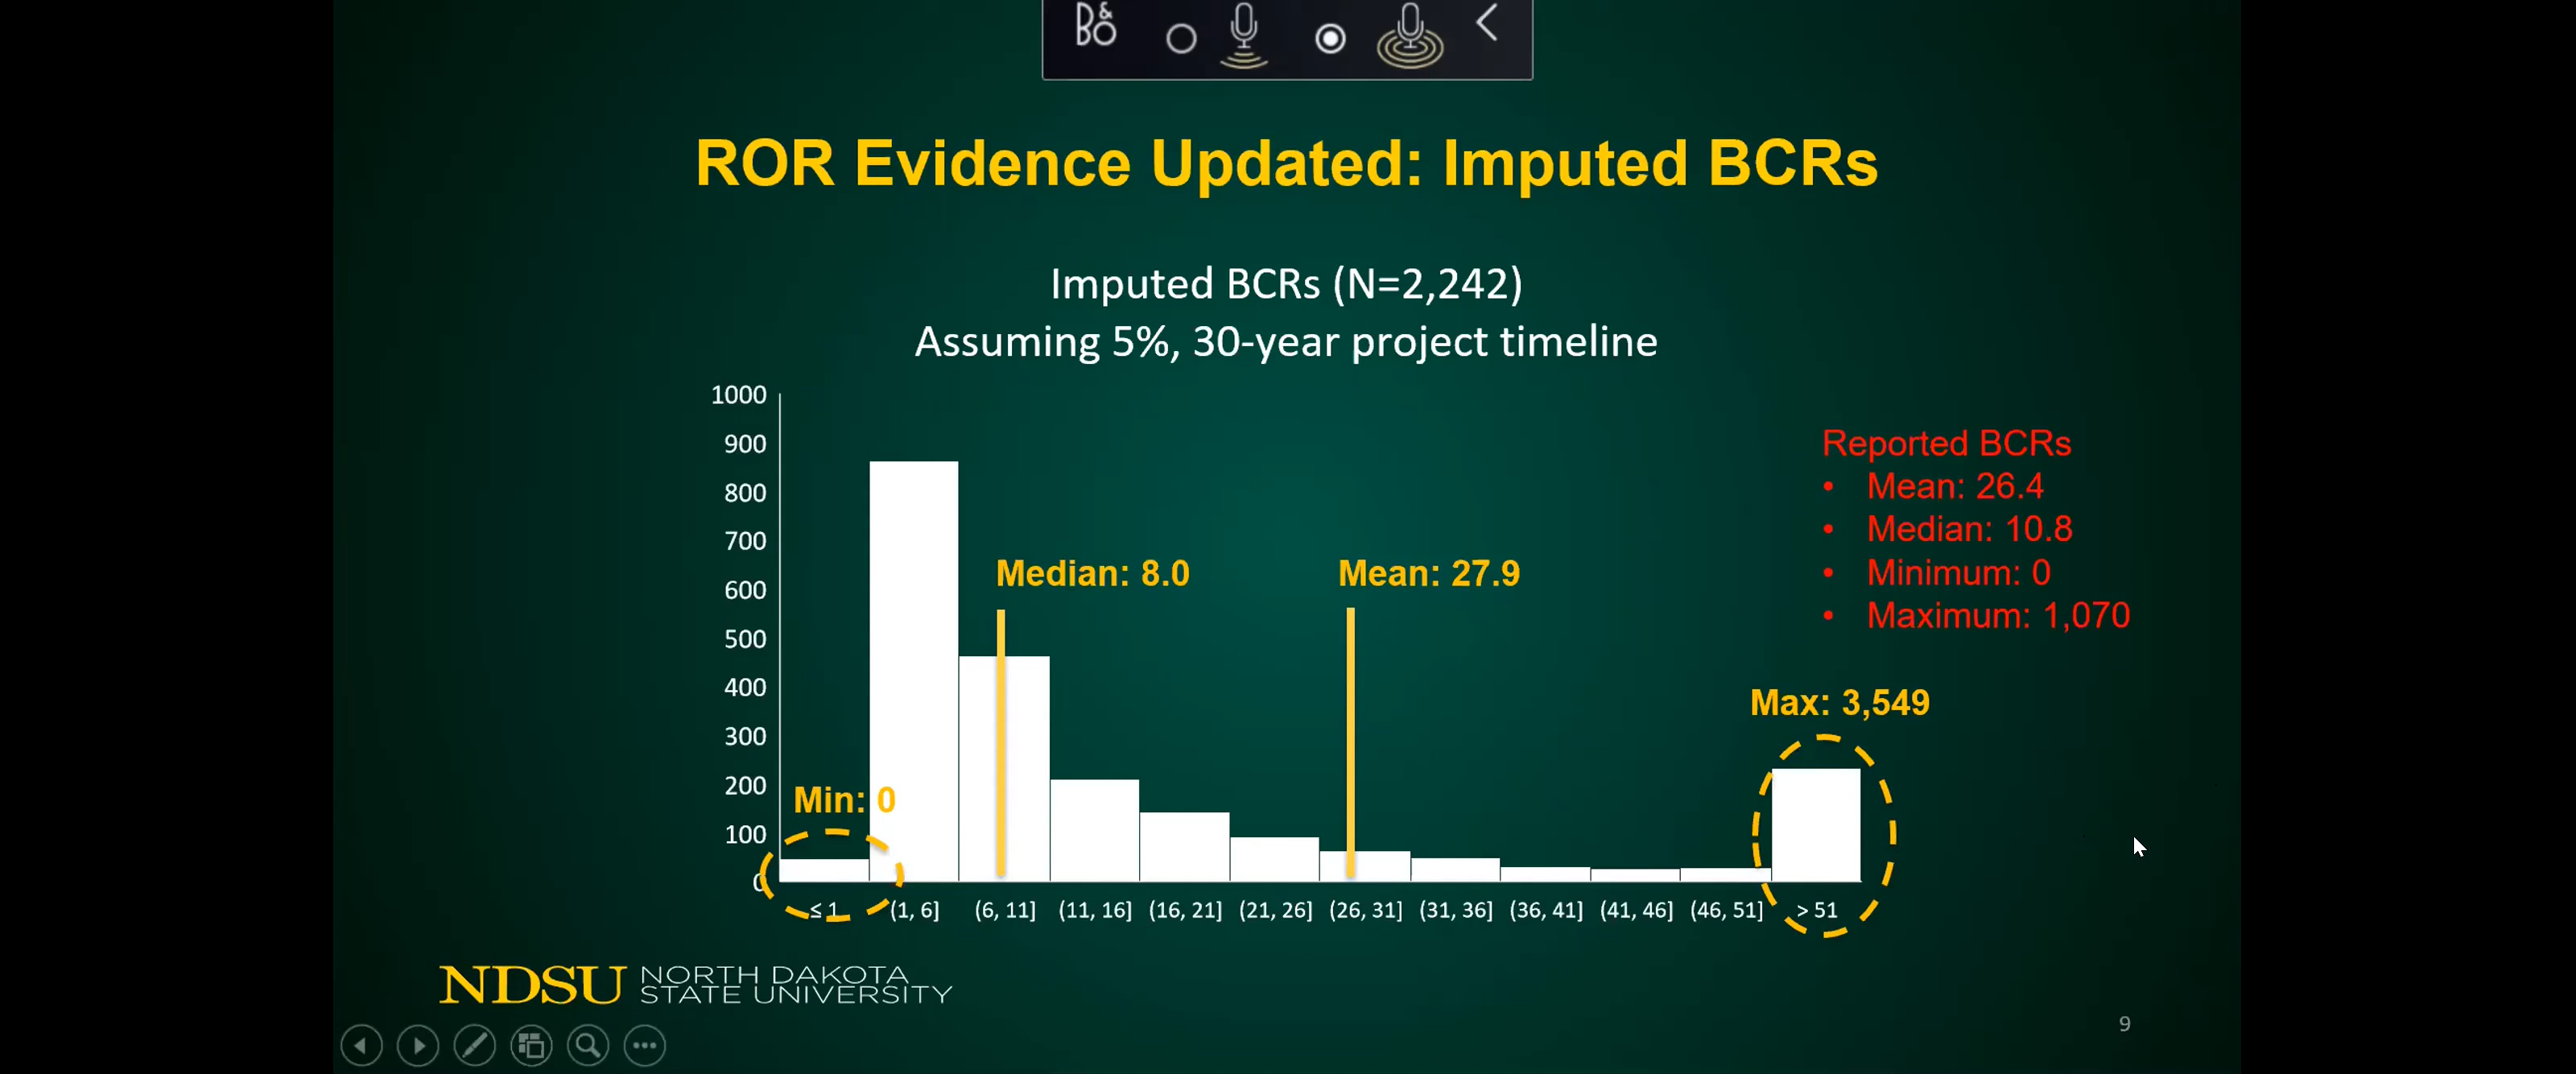 B&O
ROR Evidence Updated: Imputed BCRs
Imputed BCRs (N=2,242)
Assuming 5%, 30-year project timeline
1000
900
800
700
600
500
400
300
200
100
0
Min: 0
Median: 8.0
Mean: 27.9
Max: 3,549
Reported BCRs
• Mean: 26.4
• Median: 10.8
• Minimum: 0
• Maximum: 1,070
≤ 1 (1, 6] (6, 11] (11, 16] (16, 21] (21, 26] (26, 31] (31, 36] (36, 41] (41, 46] (46, 51] > 51
NDSU NORTH DAKOTA
STATE UNIVERSITY
9